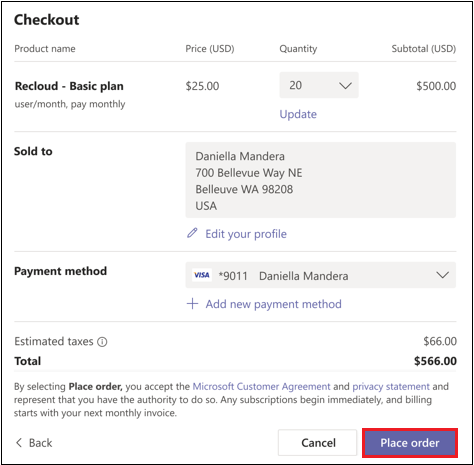 Checkout
Product name Price (USD) Quantity Subtotal (USD)
Recloud - Basic plan $25.00 20 $500.00
user/month, pay monthly
Update
Sold to
Daniella Mandera
700 Bellevue Way NE
Belleuve WA 98208
USA
Edit your profile
Payment method VISA *9011 Daniella Mandera
Add new payment method
Estimated taxes $66.00
Total $566.00
By selecting Place order, you accept the Microsoft Customer Agreement and privacy statement and
represent that you have the authority to do so. Any subscriptions begin immediately, and billing
starts with your next monthly invoice.
Back Cancel Place order